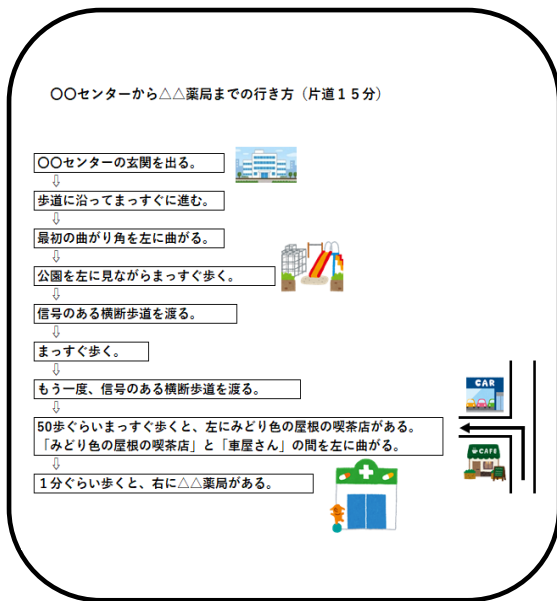 〇〇センターから△△薬局までの行き方（片道１５分）
〇〇センターの玄関を出る。
⇩
歩道に沿ってまっすぐに進む。
⇩
最初の曲がり角を左に曲がる。
⇩
公園を左に見ながらまっすぐ歩く。
⇩
信号のある横断歩道を渡る。
⇩
まっすぐ歩く。
⇩
もう一度、信号のある横断歩道を渡る。
⇩
50歩ぐらいまっすぐ歩くと、左にみどり色の屋根の喫茶店がある。
「みどり色の屋根の喫茶店」と「車屋さん」の間を左に曲がる。
⇩
１分ぐらい歩くと、右に△△薬局がある。
CAR
CAFE